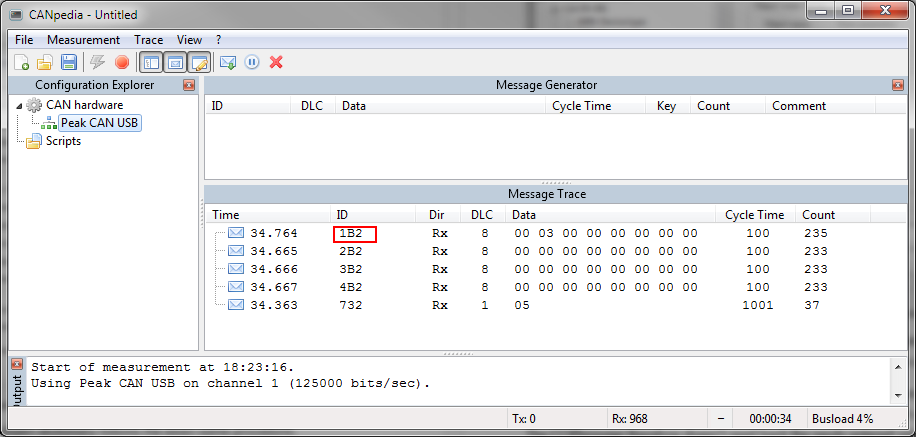 CANpedia - Untitled
File Measurement Trace View ?
Configuration Explorer
CAN hardware
Peak CAN USB
Scripts
Message Generator
ID DLC Data Cycle Time Key Count Comment
Message Trace
Time ID Dir DLC Data Cycle Time Count
34.764 1B2 Rx 8 00 03 00 00 00 00 00 00 100 235
34.665 2B2 Rx 8 00 00 00 00 00 00 00 00 100 233
34.666 3B2 Rx 8 00 00 00 00 00 00 00 00 100 233
34.667 4B2 Rx 8 00 00 00 00 00 00 00 00 100 233
34.363 732 Rx 1 05 1001 37
Start of measurement at 18:23:16.
Using Peak CAN USB on channel 1 (125000 bits/sec).
Tx: 0 Rx: 968 – 00:00:34 Busload 4%